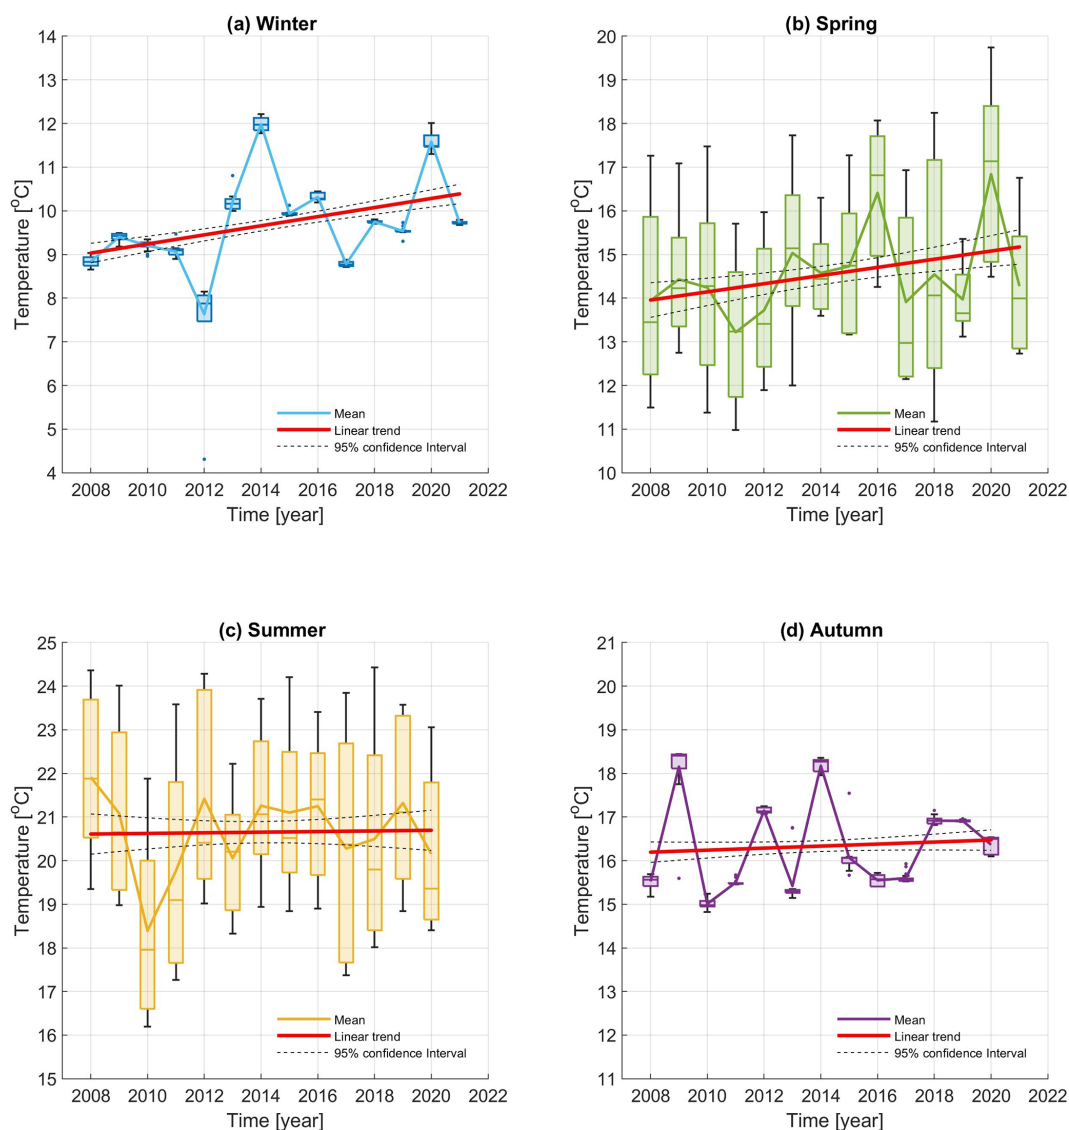 (a) Winter
14
13
12
11
10
9
8
7
6
5
4
Temperature [°C]
Mean
Linear trend
95% confidence Interval
2008 2010 2012 2014 2016 2018 2020 2022
Time [year]
(b) Spring
20
19
18
17
16
15
14
13
12
11
10
Temperature [°C]
Mean
Linear trend
95% confidence Interval
2008 2010 2012 2014 2016 2018 2020 2022
Time [year]
(c) Summer
25
24
23
22
21
20
19
18
17
16
15
Temperature [°C]
Mean
Linear trend
95% confidence Interval
2008 2010 2012 2014 2016 2018 2020 2022
Time [year]
(d) Autumn
21
20
19
18
17
16
15
14
13
12
11
Temperature [°C]
Mean
Linear trend
95% confidence Interval
2008 2010 2012 2014 2016 2018 2020 2022
Time [year]